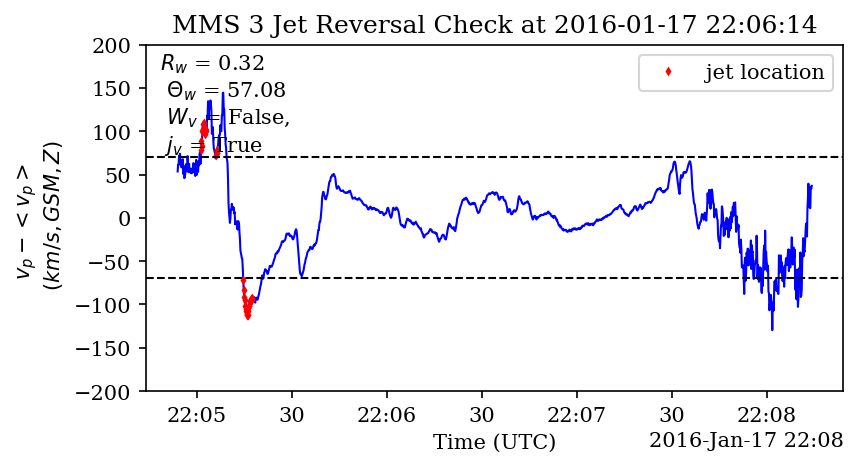 MMS 3 Jet Reversal Check at 2016-01-17 22:06:14
R_w = 0.32
Θ_w = 57.08
W_v = False,
j_v = True
jet location
v_p − < v_p >
(km/s, GSM, Z)
200
150
100
50
0
−50
−100
−150
−200
22:05 30 22:06 30 22:07 30 22:08
Time (UTC)
2016-Jan-17 22:08